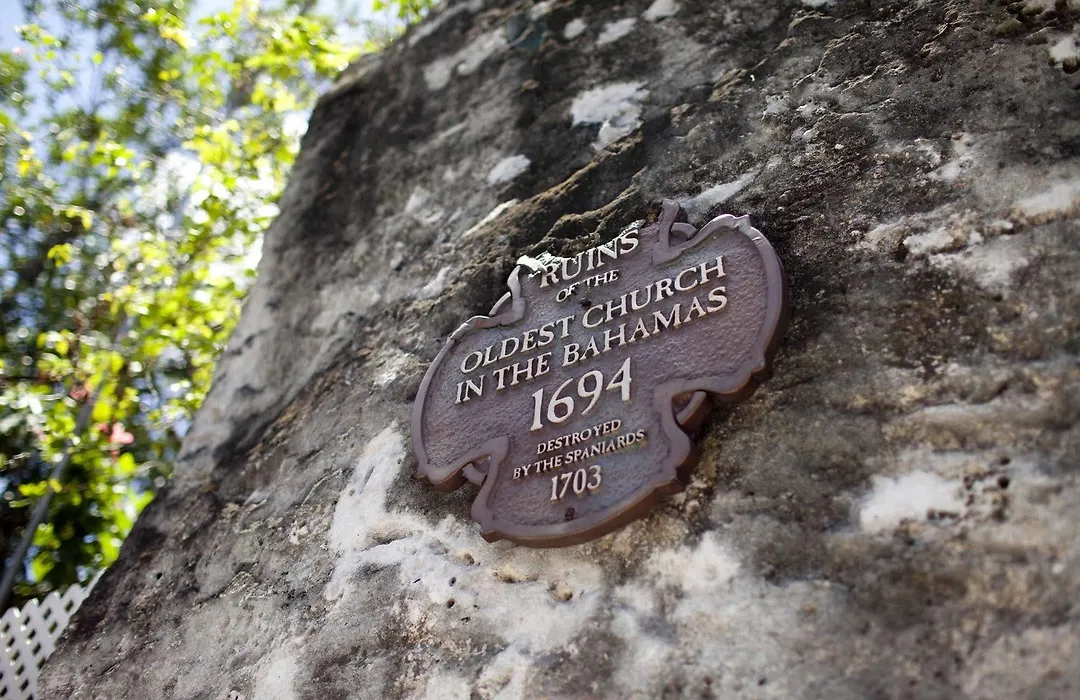 RUINS
OF THE
OLDEST CHURCH
IN THE BAHAMAS
1694
DESTROYED
BY THE SPANIARDS
1703